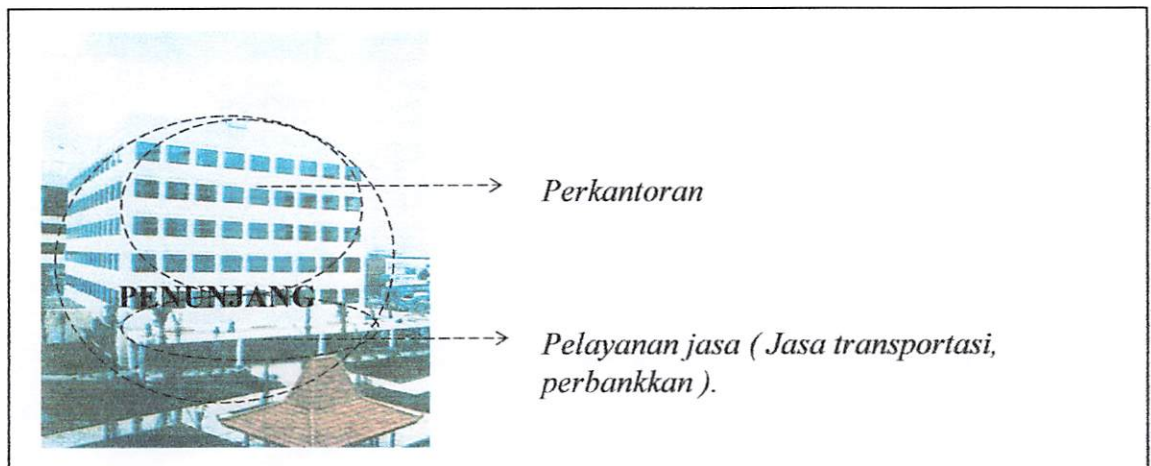 Perkantoran
PENUNJANG
Pelayanan jasa ( Jasa transportasi,
perbankkan ).